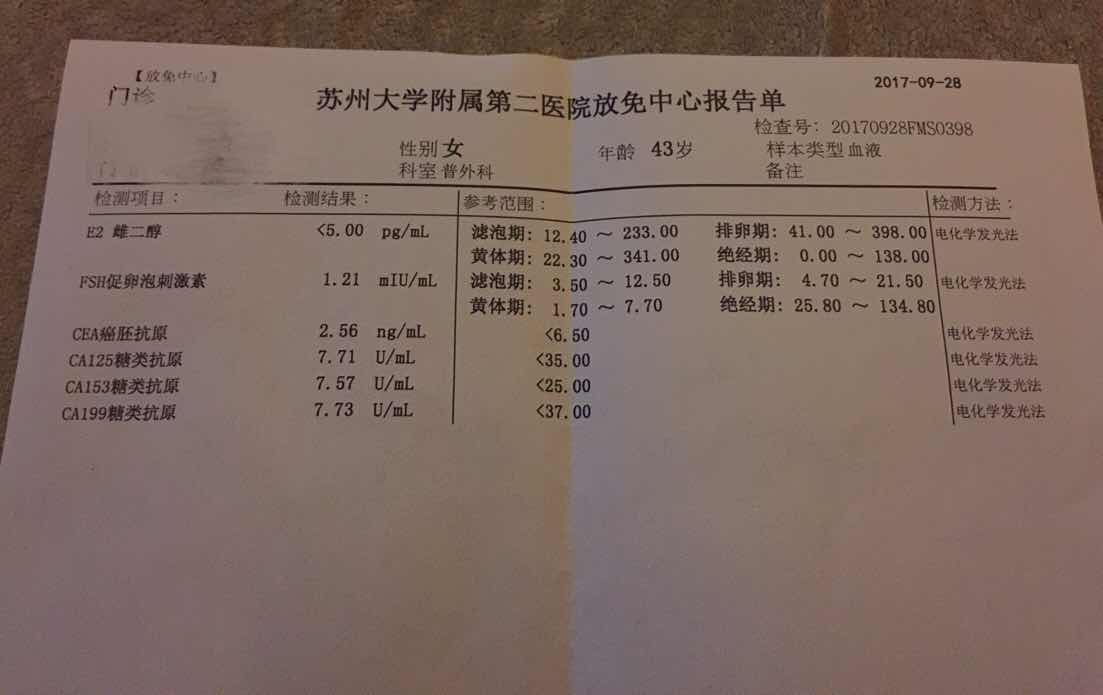 【放免中心】
门诊
2017-09-28
苏州大学附属第二医院放免中心报告单
检查号: 20170928FMS0398
性别 女 年龄 43岁 样本类型 血液
科室 普外科 备注
检测项目: 检测结果: 参考范围: 检测方法:
E2 雌二醇 <5.00 pg/mL 滤泡期: 12.40 ~ 233.00 排卵期: 41.00 ~ 398.00 电化学发光法
黄体期: 22.30 ~ 341.00 绝经期: 0.00 ~ 138.00
FSH促卵泡刺激素 1.21 mIU/mL 滤泡期: 3.50 ~ 12.50 排卵期: 4.70 ~ 21.50 电化学发光法
黄体期: 1.70 ~ 7.70 绝经期: 25.80 ~ 134.80
CEA癌胚抗原 2.56 ng/mL <6.50 电化学发光法
CA125糖类抗原 7.71 U/mL <35.00 电化学发光法
CA153糖类抗原 7.57 U/mL <25.00 电化学发光法
CA199糖类抗原 7.73 U/mL <37.00 电化学发光法